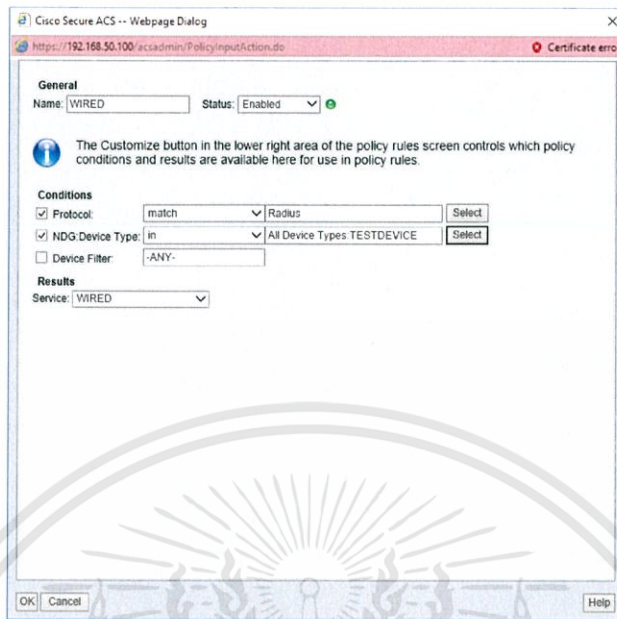 Cisco Secure ACS -- Webpage Dialog
https://192.168.50.100/acsadmin/PolicyInputAction.do Certificate erro
General
Name: WIRED Status: Enabled
The Customize button in the lower right area of the policy rules screen controls which policy
conditions and results are available here for use in policy rules.
Conditions
Protocol: match Radius Select
NDG:Device Type: in All Device Types:TESTDEVICE Select
Device Filter: -ANY-
Results
Service: WIRED
OK Cancel Help